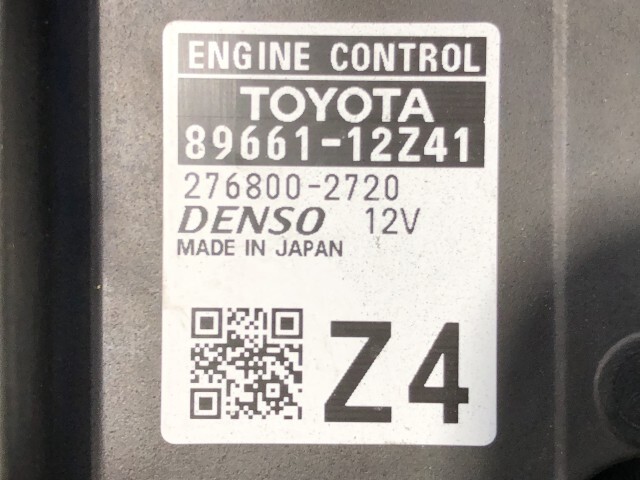 ENGINE CONTROL
TOYOTA
89661-12Z41
276800-2720
DENSO 12V
MADE IN JAPAN
Z4